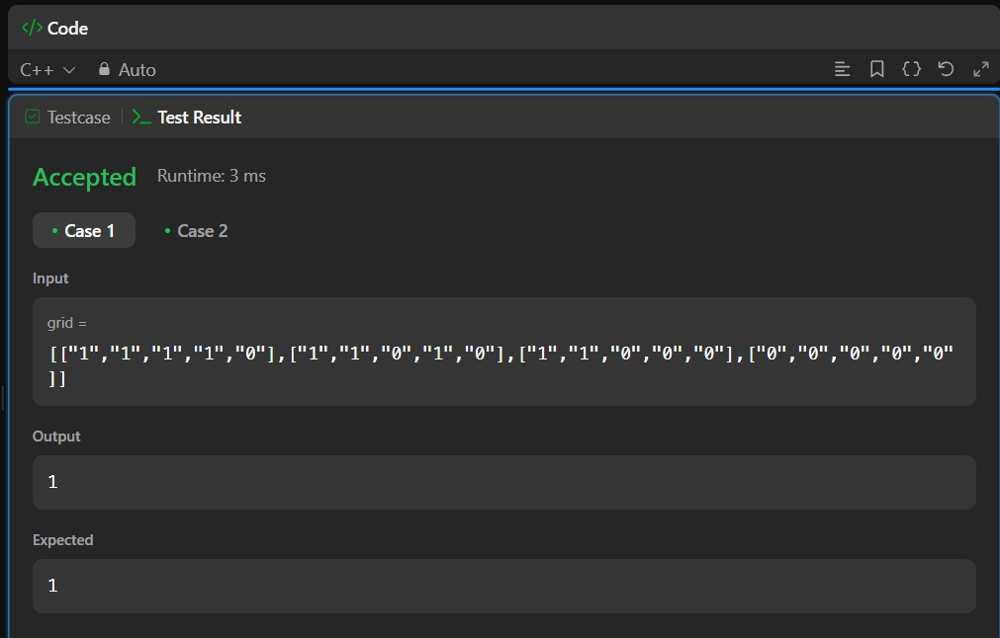 </> Code
C++ Auto
Testcase | >_ Test Result
Accepted Runtime: 3 ms
• Case 1 • Case 2
Input
grid =
[["1","1","1","1","0"],["1","1","0","1","0"],["1","1","0","0","0"],["0","0","0","0","0"
]]
Output
1
Expected
1